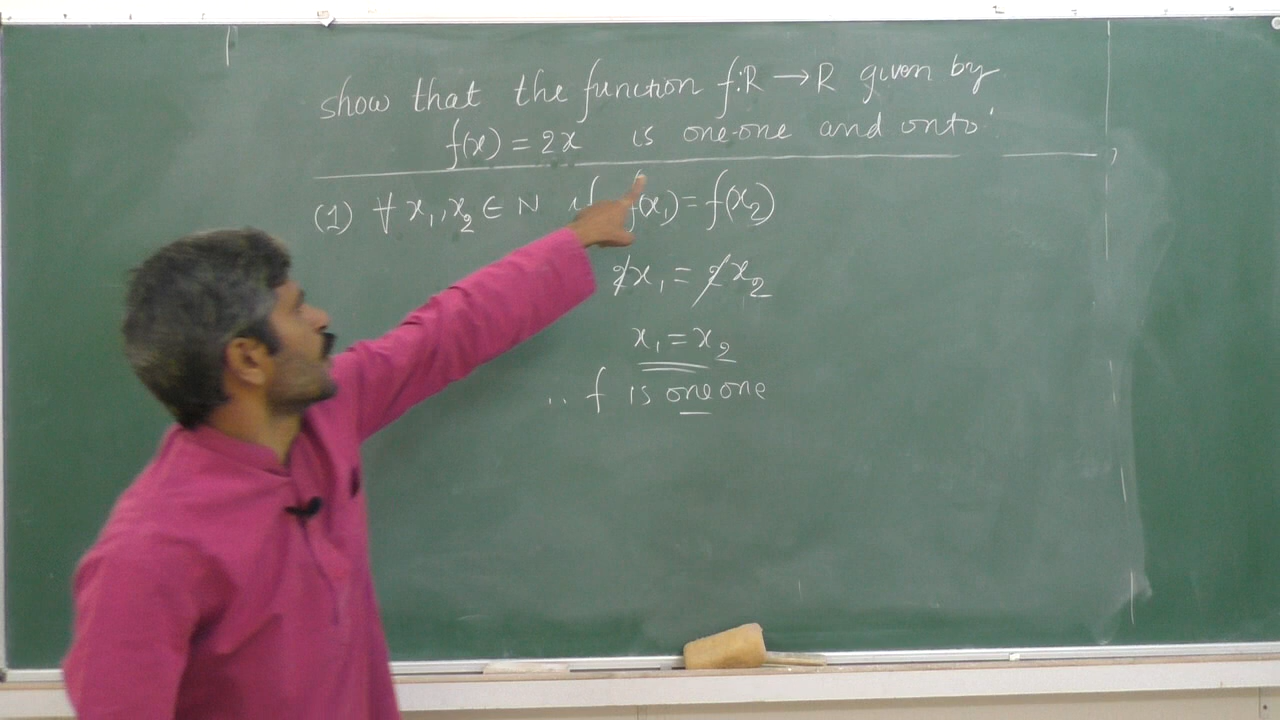 show that the function f:R → R given by
f(x) = 2x is one-one and onto'
(1) ∀ x₁, x₂ ∈ N if f(x₁) = f(x₂)
2x₁ = 2x₂
x₁ = x₂
.. f is one one